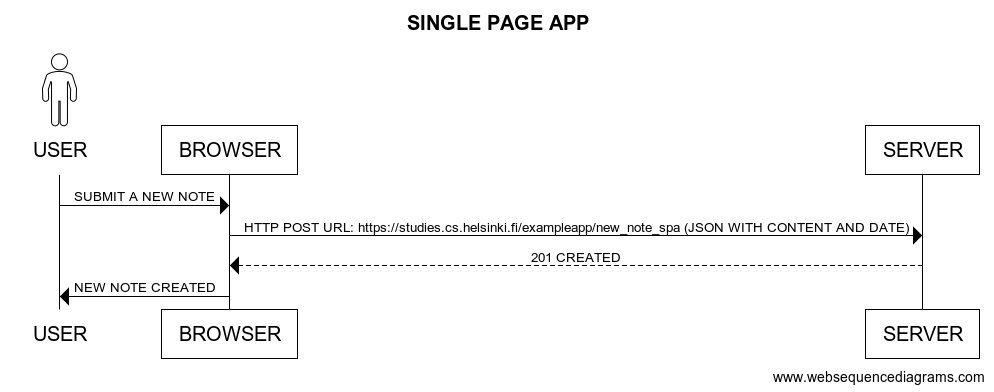 SINGLE PAGE APP
USER
BROWSER
SERVER
SUBMIT A NEW NOTE
HTTP POST URL: https://studies.cs.helsinki.fi/exampleapp/new_note_spa (JSON WITH CONTENT AND DATE)
201 CREATED
NEW NOTE CREATED
USER
BROWSER
SERVER
www.websequencediagrams.com